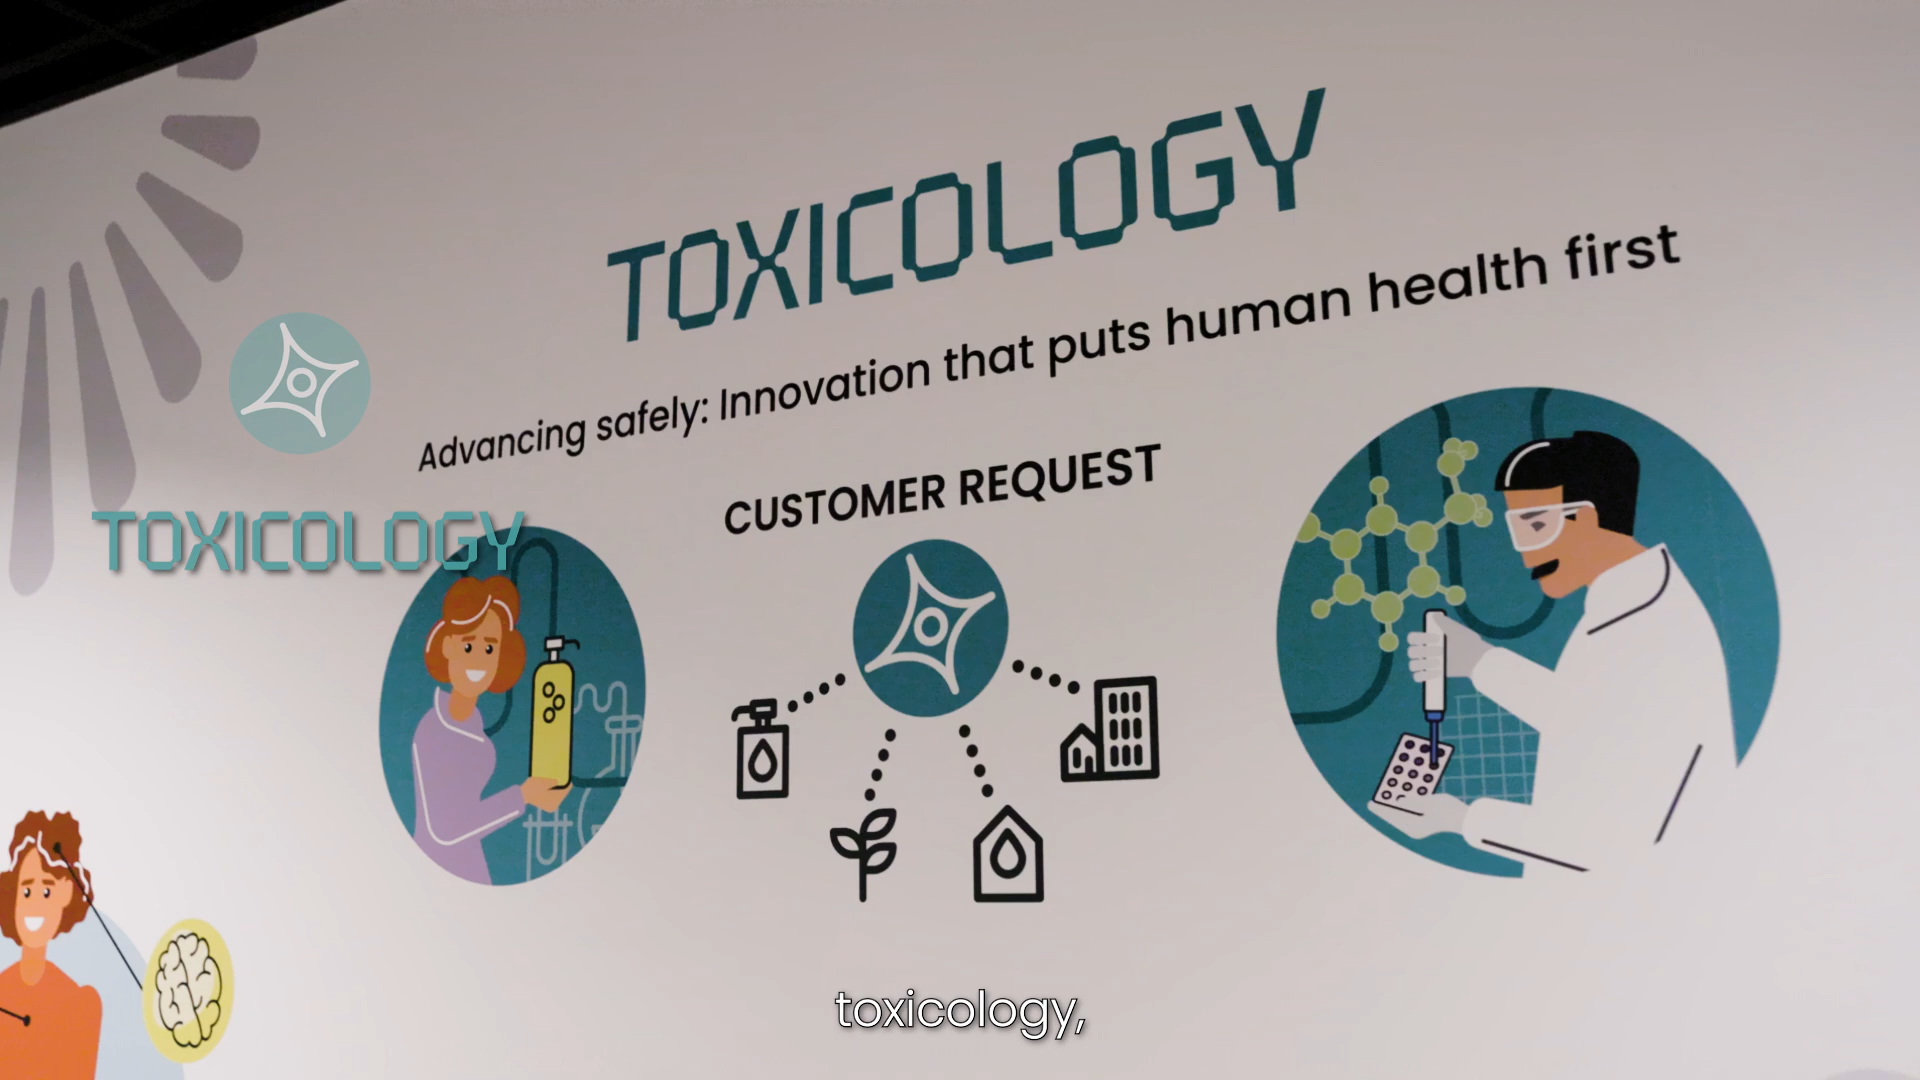 TOXICOLOGY
Advancing safely: Innovation that puts human health first
CUSTOMER REQUEST
TOXICOLOGY
toxicology,